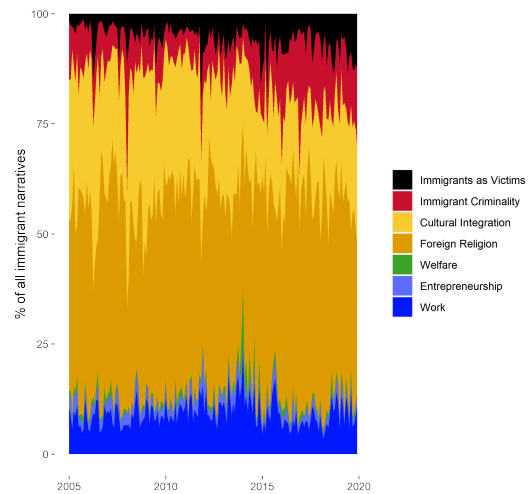 % of all immigrant narratives
100
75
50
25
0
2005
2010
2015
2020
Immigrants as Victims
Immigrant Criminality
Cultural Integration
Foreign Religion
Welfare
Entrepreneurship
Work